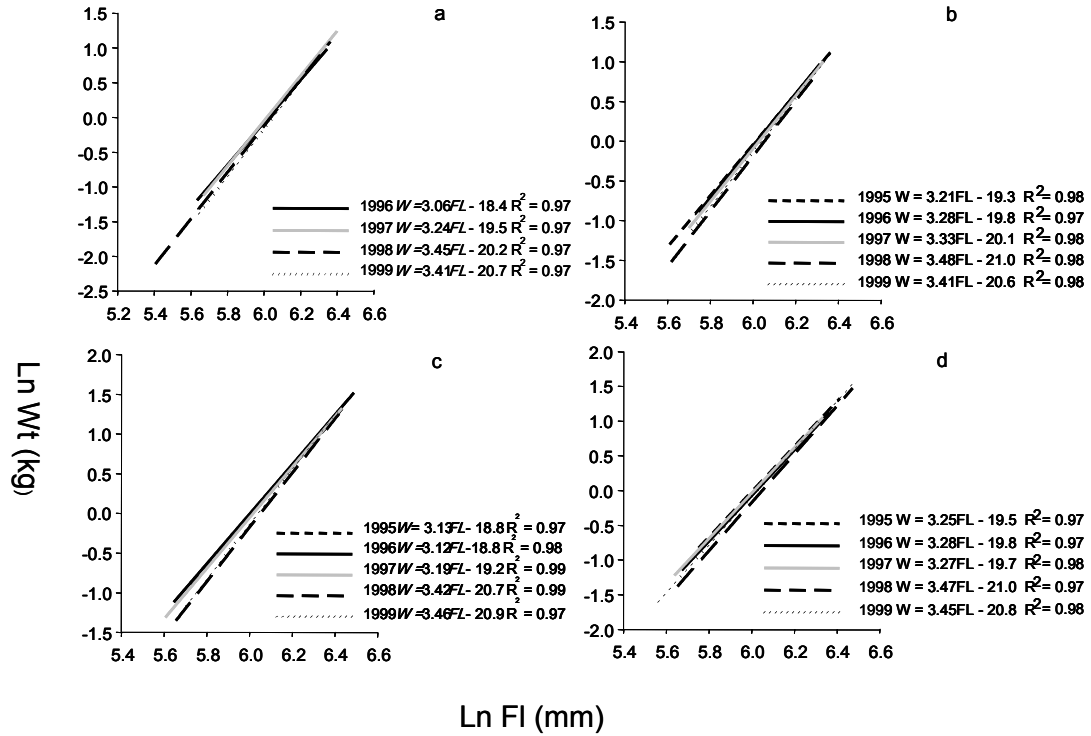 a
1.5
1.0
0.5
0.0
-0.5
-1.0
-1.5
-2.0
-2.5
5.2 5.4 5.6 5.8 6.0 6.2 6.4 6.6
1996 W=3.06FL - 18.4 R2 = 0.97
1997 W=3.24FL - 19.5 R2 = 0.97
1998 W=3.45FL - 20.2 R2 = 0.97
1999 W=3.41FL - 20.7 R2 = 0.97
b
1.5
1.0
0.5
0.0
-0.5
-1.0
-1.5
-2.0
5.4 5.6 5.8 6.0 6.2 6.4 6.6
1995 W = 3.21FL - 19.3 R2= 0.98
1996 W = 3.28FL - 19.8 R2= 0.97
1997 W = 3.33FL - 20.1 R2= 0.98
1998 W = 3.48FL - 21.0 R2= 0.98
1999 W = 3.41FL - 20.6 R2= 0.98
c
2.0
1.5
1.0
0.5
0.0
-0.5
-1.0
-1.5
5.4 5.6 5.8 6.0 6.2 6.4 6.6
1995W= 3.13FL- 18.8 R2 = 0.97
1996W=3.12FL-18.8 R2 = 0.98
1997W=3.19FL- 19.2 R2 = 0.99
1998W=3.42FL - 20.7 R2 = 0.99
1999W=3.46FL - 20.9 R2 = 0.97
d
2.0
1.5
1.0
0.5
0.0
-0.5
-1.0
-1.5
-2.0
5.4 5.6 5.8 6.0 6.2 6.4 6.6
1995 W = 3.25FL - 19.5 R2= 0.97
1996 W = 3.28FL - 19.8 R2= 0.97
1997 W = 3.27FL - 19.7 R2= 0.98
1998 W = 3.47FL - 21.0 R2= 0.97
1999 W = 3.45FL - 20.8 R2= 0.98
Ln Wt (kg)
Ln Fl (mm)